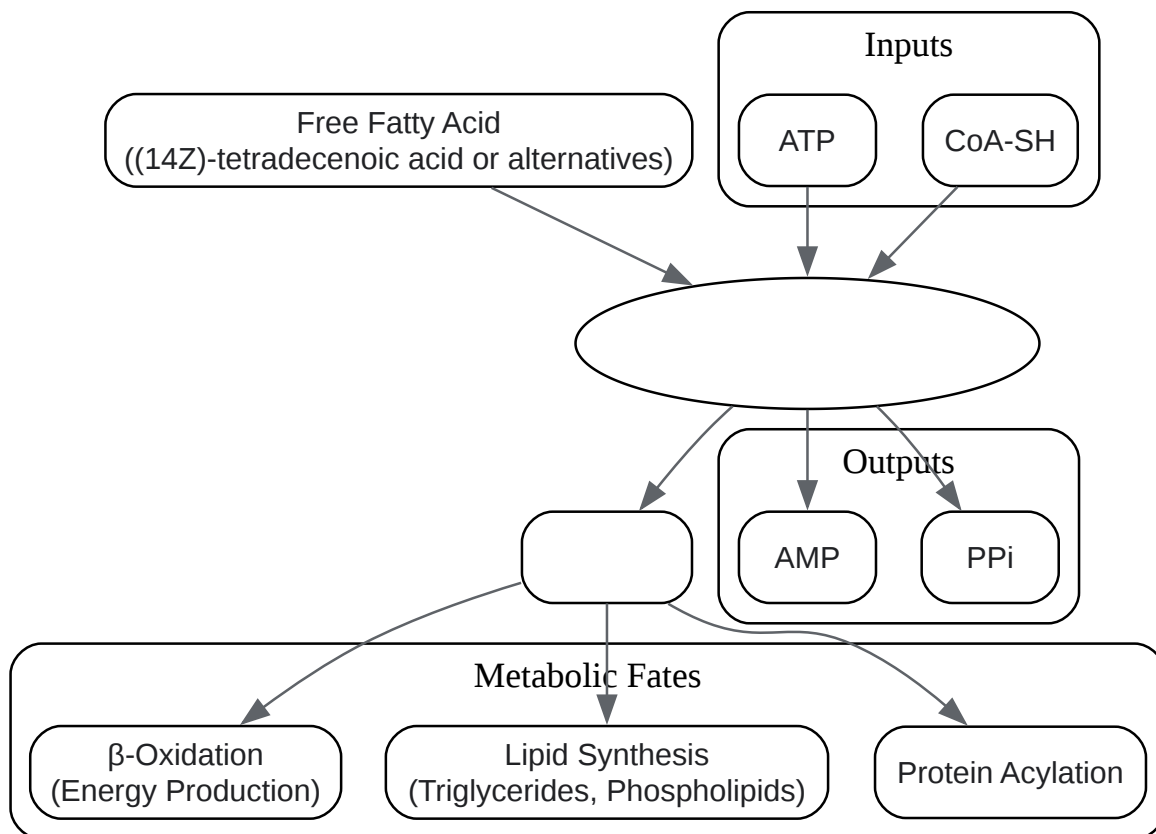 Inputs
Free Fatty Acid
((14Z)-tetradecenoic acid or alternatives)
ATP
CoA-SH
Outputs
AMP
PPi
Metabolic Fates
β-Oxidation
(Energy Production)
Lipid Synthesis
(Triglycerides, Phospholipids)
Protein Acylation